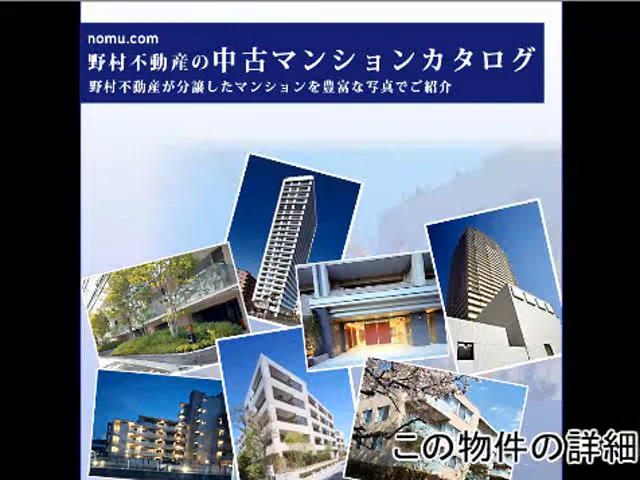 nomu.com
野村不動産の中古マンションカタログ
野村不動産が分譲したマンションを豊富な写真でご紹介
この物件の詳細